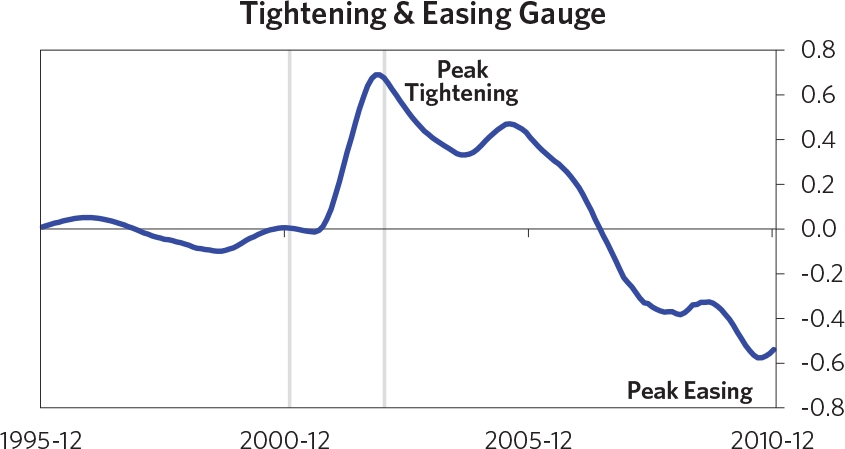 Tightening & Easing Gauge
0.8
Peak
Tightening
0.6
0.4
0.2
0.0
-0.2
-0.4
-0.6
Peak Easing
-0.8
1995-12 2000-12 2005-12 2010-12